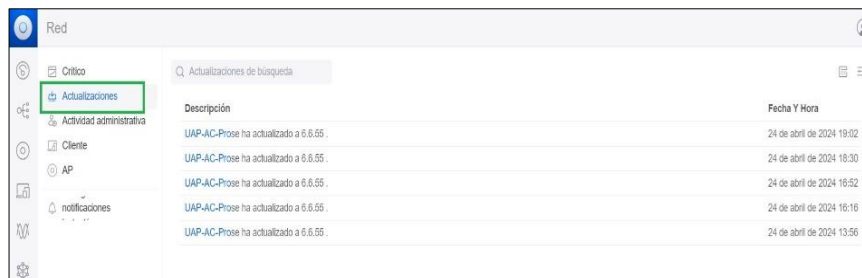 Red
Crítico
Actualizaciones
Actividad administrativa
Cliente
AP
notificaciones
Actualizaciones de búsqueda
Descripción Fecha Y Hora
UAP-AC-Prose ha actualizado a 6.6.55 . 24 de abril de 2024 19:02
UAP-AC-Prose ha actualizado a 6.6.55 . 24 de abril de 2024 18:30
UAP-AC-Prose ha actualizado a 6.6.55 . 24 de abril de 2024 16:52
UAP-AC-Prose ha actualizado a 6.6.55 . 24 de abril de 2024 16:16
UAP-AC-Prose ha actualizado a 6.6.55 . 24 de abril de 2024 13:56